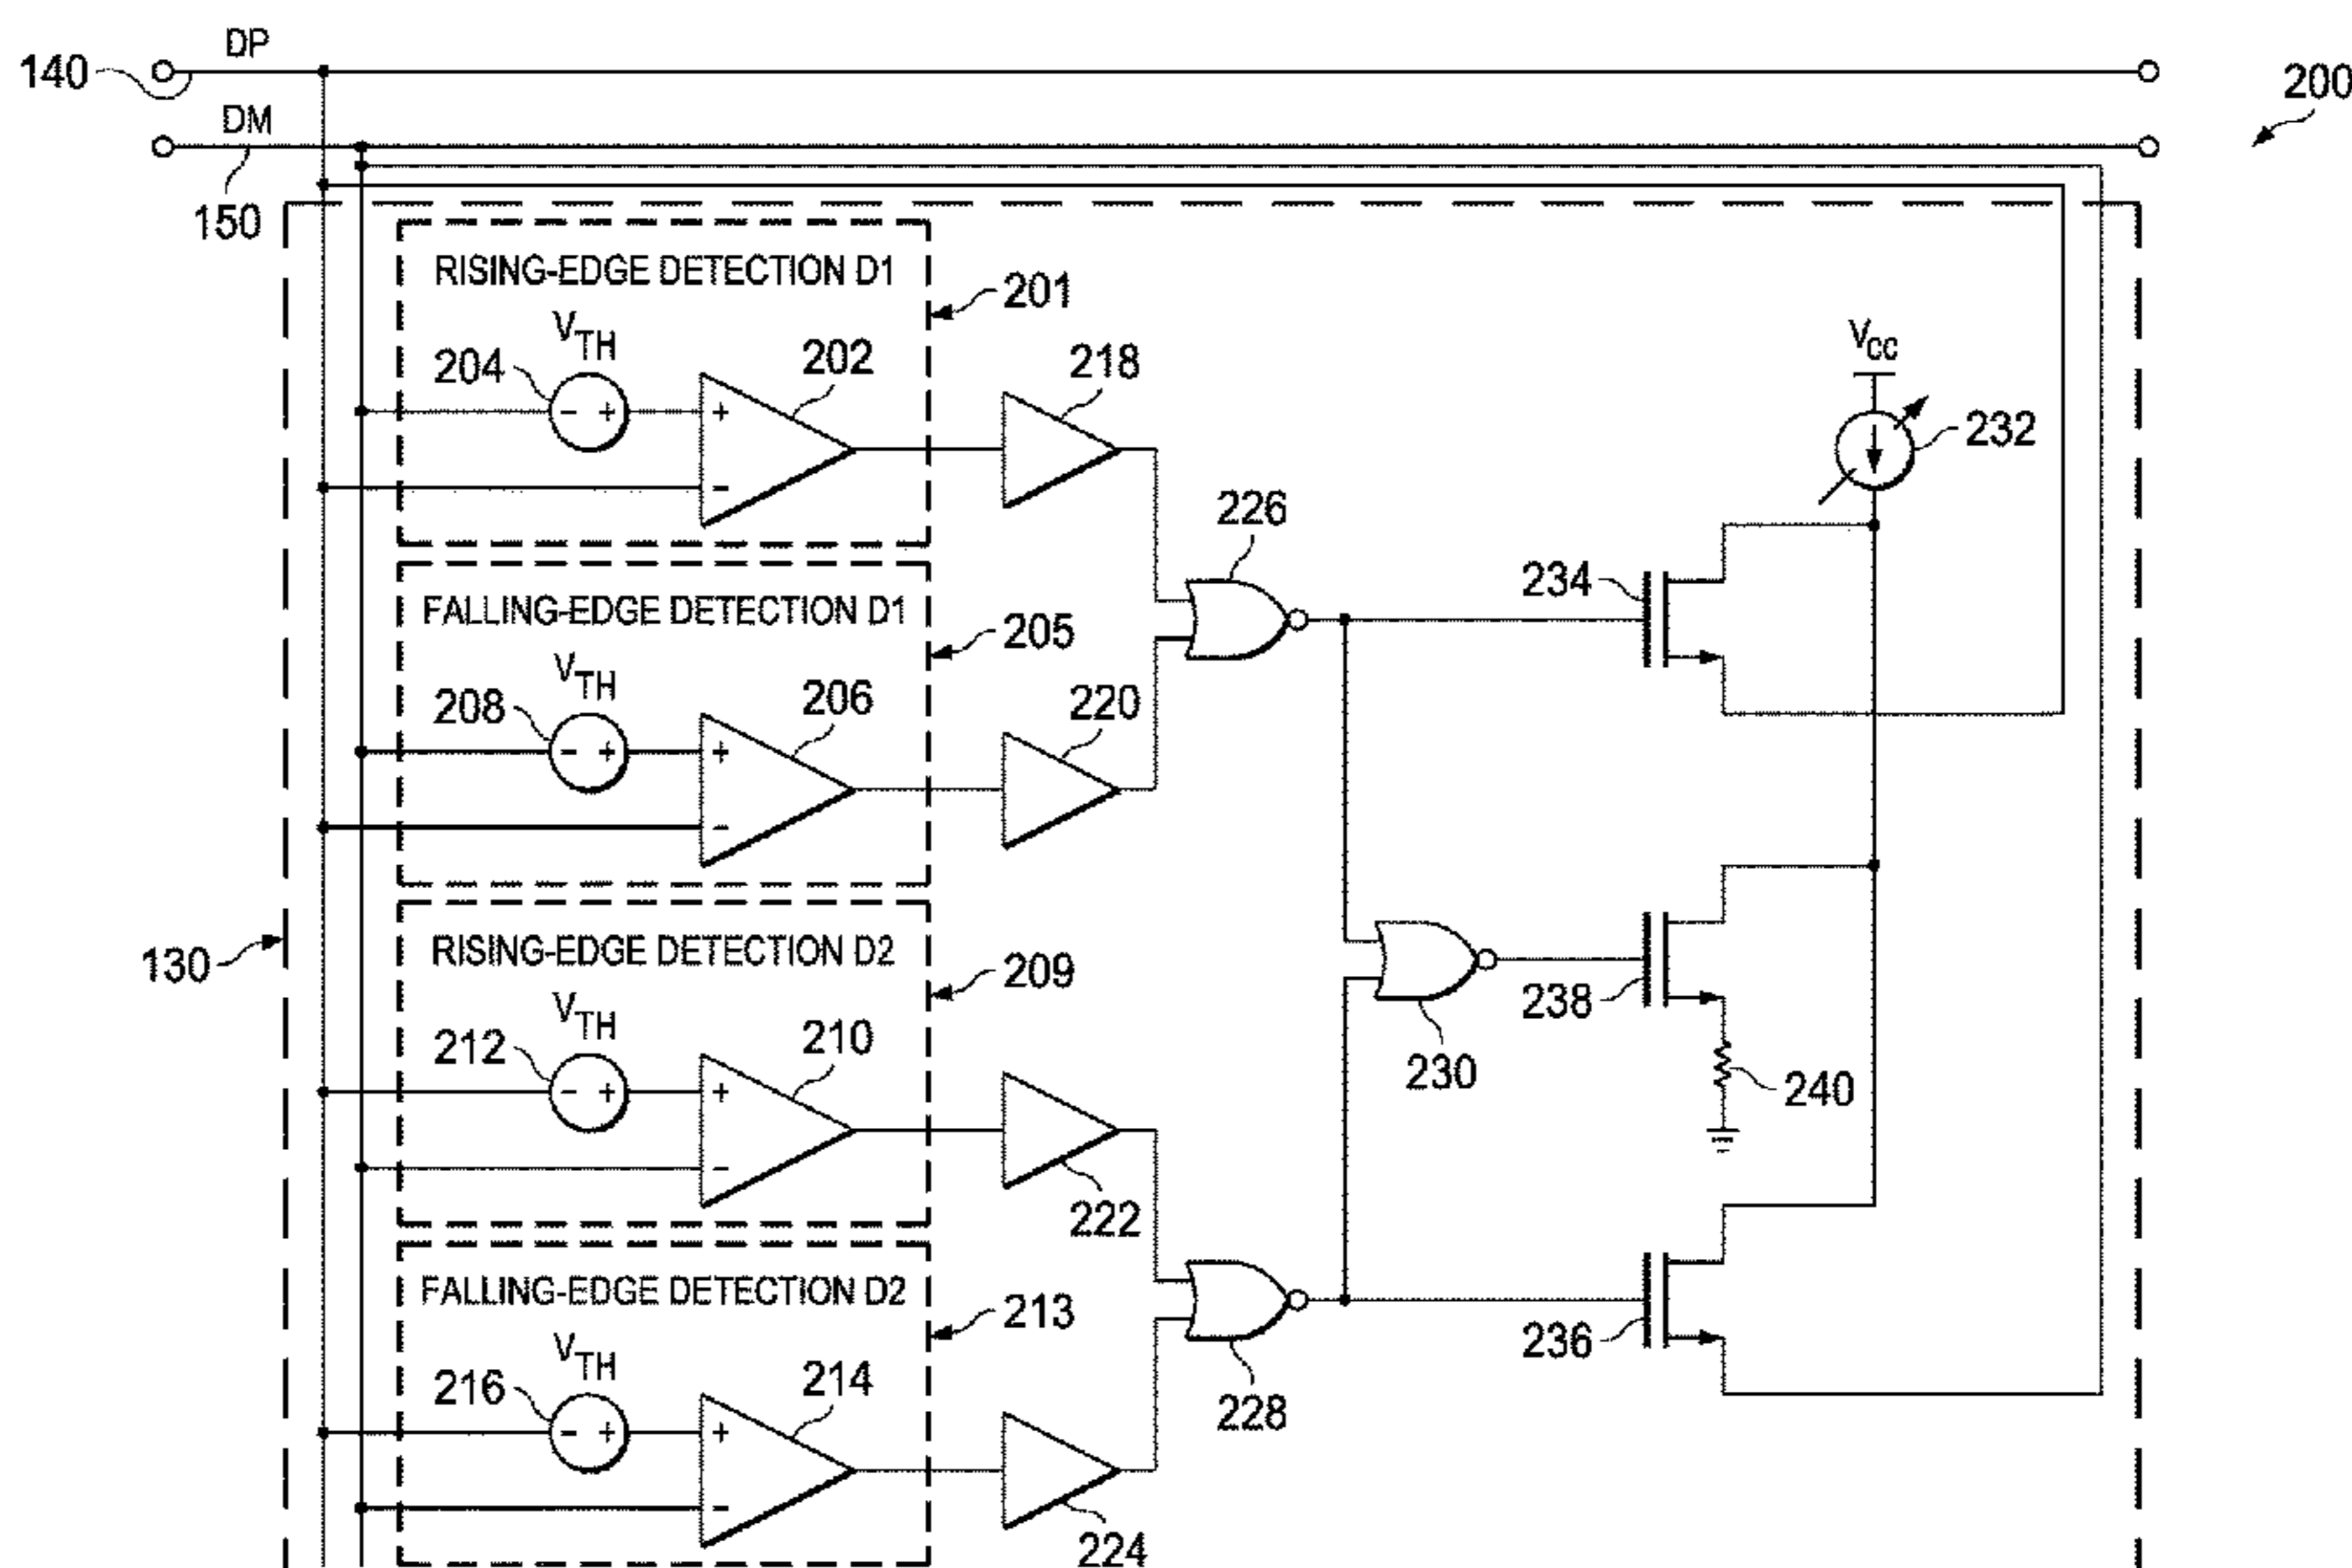 DP
140
200
DM
150
RISING-EDGE DETECTION D1
201
VTH
204
202
218
VCC
232
226
FALLING-EDGE DETECTION D1
234
205
VTH
208
206
220
RISING-EDGE DETECTION D2
130
209
238
VTH
212
210
230
240
222
FALLING-EDGE DETECTION D2
213
236
VTH
216
214
228
224